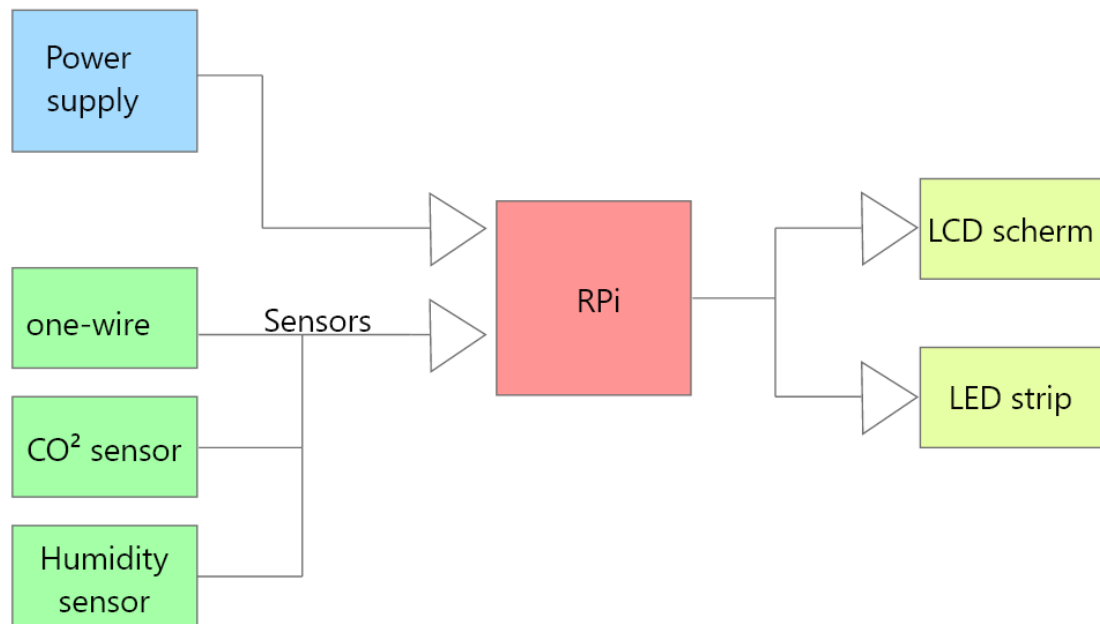 Power
supply
one-wire
Sensors
CO² sensor
Humidity
sensor
RPi
LCD scherm
LED strip